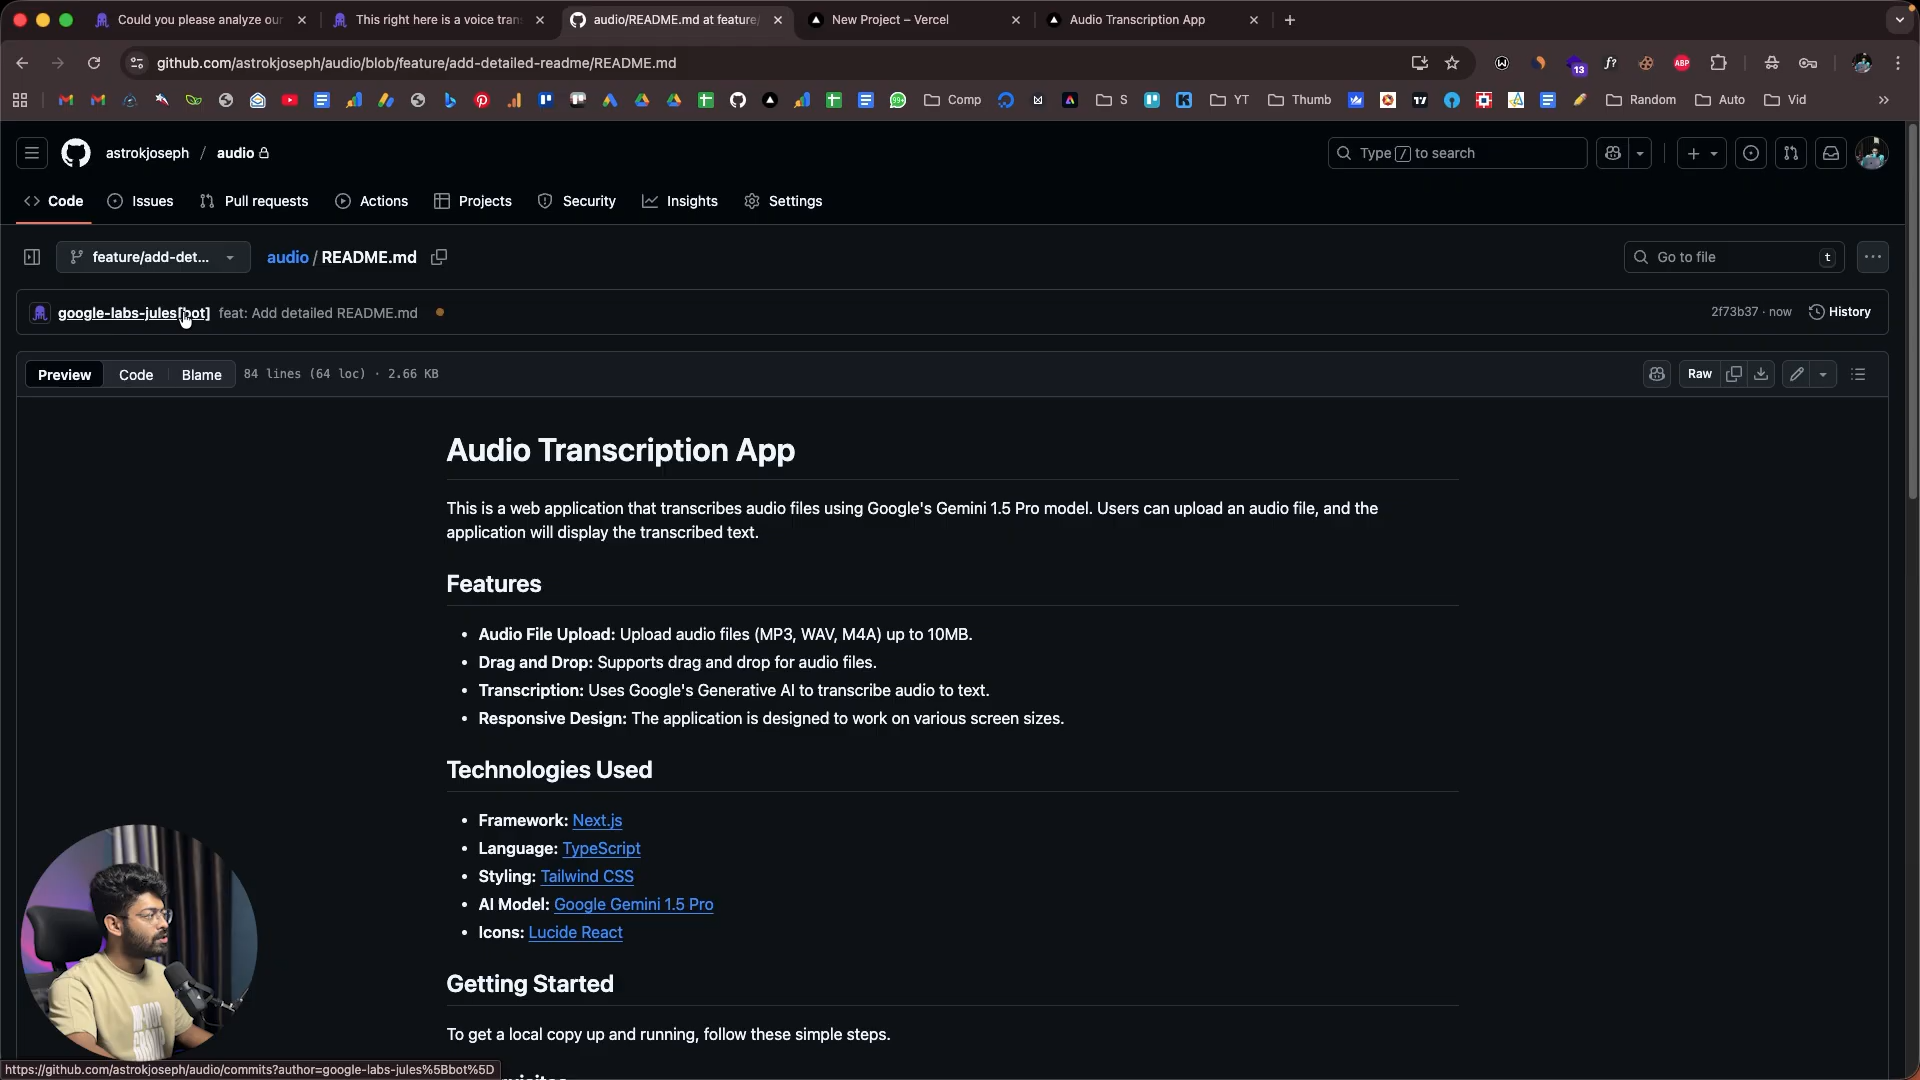 Could you please analyze our
This right here is a voice tran
audio/README.md at feature/
New Project – Vercel
Audio Transcription App
github.com/astrokjoseph/audio/blob/feature/add-detailed-readme/README.md
13
f?
ABP
99+
Comp
S
YT
Thumb
Random
Auto
Vid
astrokjoseph / audio
Type / to search
Code
Issues
Pull requests
Actions
Projects
Security
Insights
Settings
feature/add-det...
audio / README.md
Go to file
t
google-labs-jules[bot] feat: Add detailed README.md
2f73b37 · now
History
Preview
Code
Blame
84 lines (64 loc) · 2.66 KB
Raw
Audio Transcription App
This is a web application that transcribes audio files using Google's Gemini 1.5 Pro model. Users can upload an audio file, and the
application will display the transcribed text.
Features
• Audio File Upload: Upload audio files (MP3, WAV, M4A) up to 10MB.
• Drag and Drop: Supports drag and drop for audio files.
• Transcription: Uses Google's Generative AI to transcribe audio to text.
• Responsive Design: The application is designed to work on various screen sizes.
Technologies Used
• Framework: Next.js
• Language: TypeScript
• Styling: Tailwind CSS
• AI Model: Google Gemini 1.5 Pro
• Icons: Lucide React
Getting Started
To get a local copy up and running, follow these simple steps.
https://github.com/astrokjoseph/audio/commits?author=google-labs-jules%5Bbot%5D